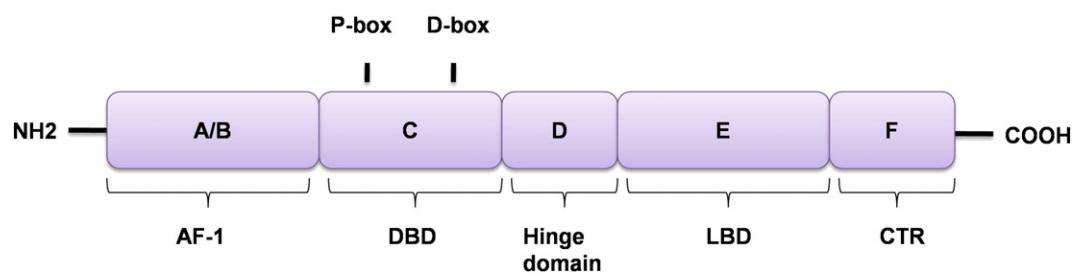 P-box D-box
NH2 A/B C D E F COOH
AF-1 DBD Hinge LBD CTR
domain